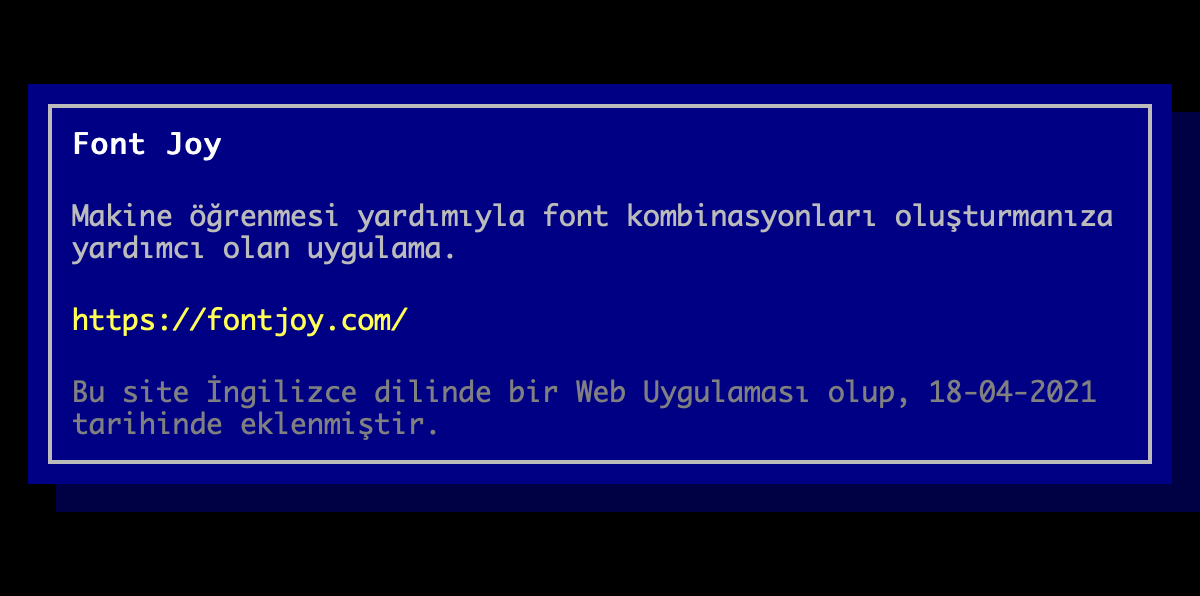 Font Joy
Makine öğrenmesi yardımıyla font kombinasyonları oluşturmanıza
yardımcı olan uygulama.
https://fontjoy.com/
Bu site İngilizce dilinde bir Web Uygulaması olup, 18-04-2021
tarihinde eklenmiştir.